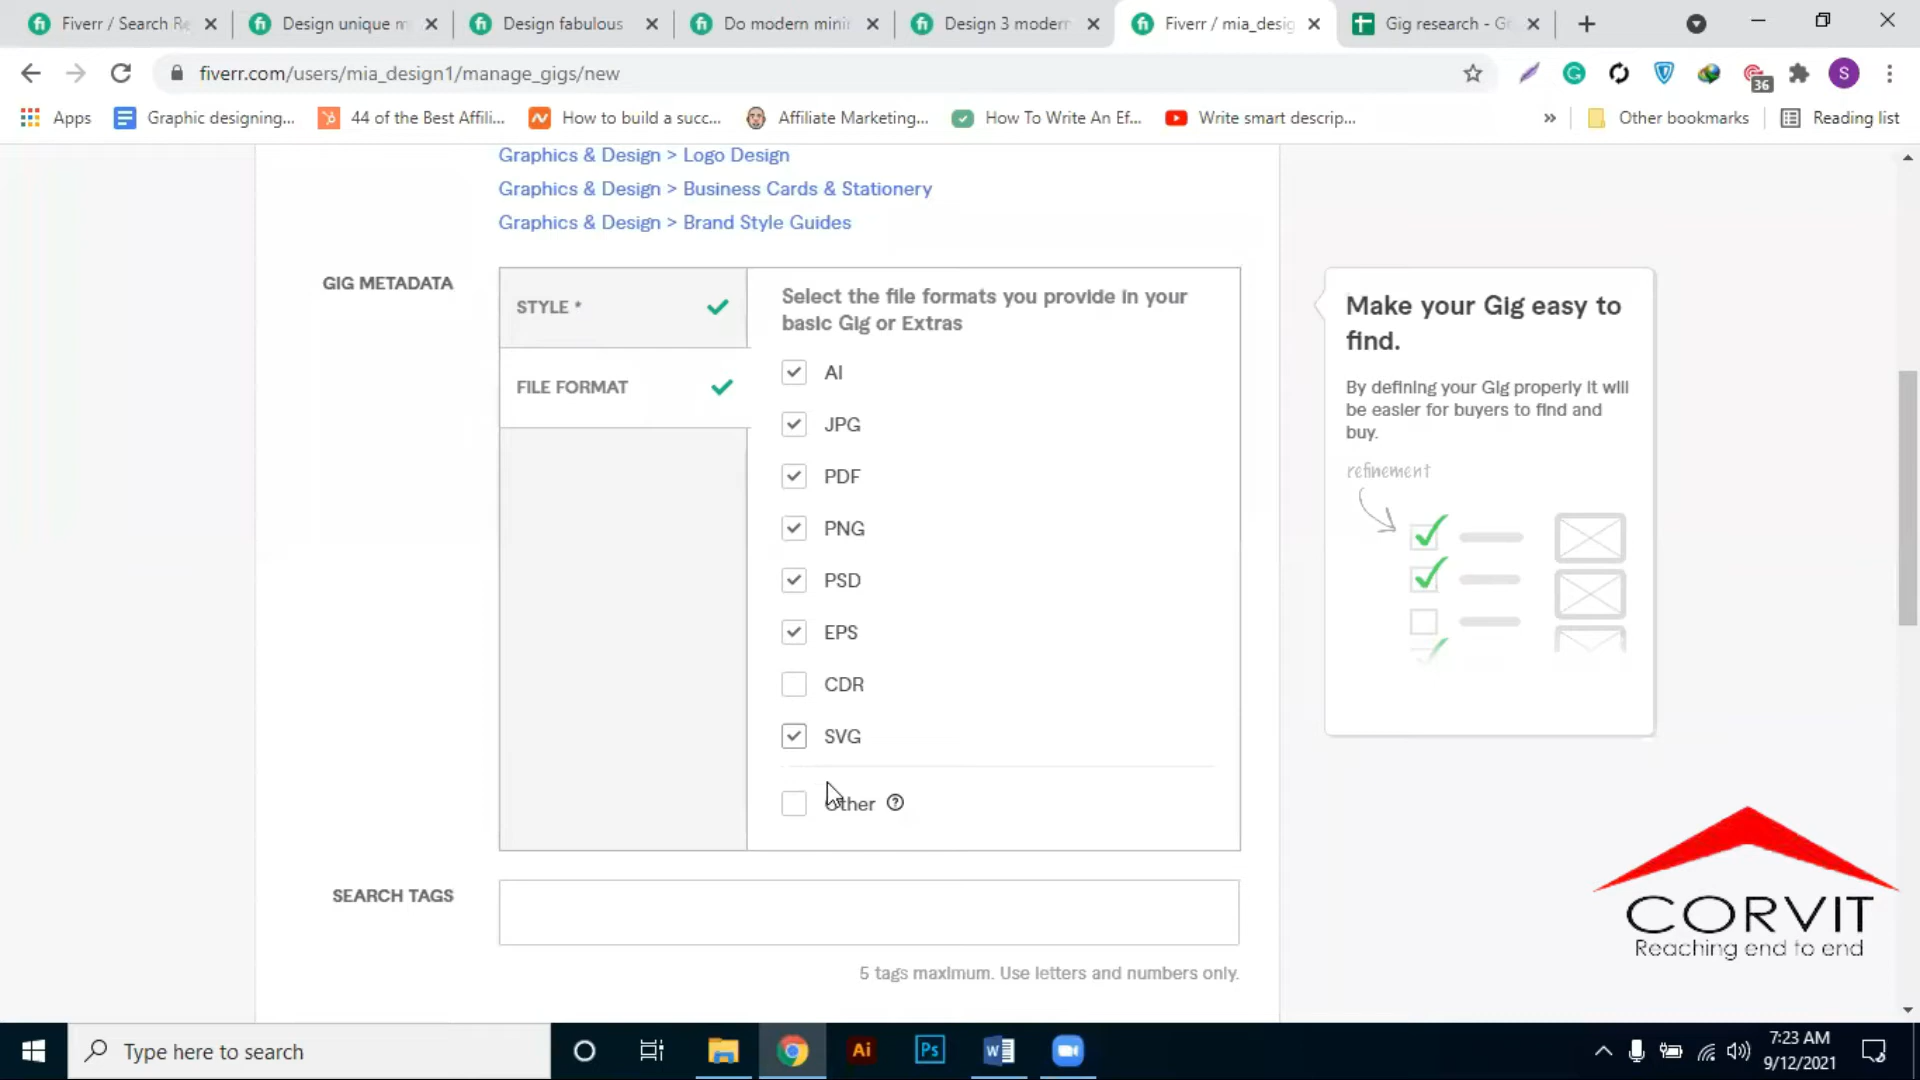 Fiverr / Search Re
Design unique m
Design fabulous
Do modern mini
Design 3 modern
Fiverr / mia_desig
Gig research - G
fiverr.com/users/mia_design1/manage_gigs/new
36
S
Apps
Graphic designing...
44 of the Best Affili...
How to build a succ...
Affiliate Marketing...
How To Write An Ef...
Write smart descrip...
»
Other bookmarks
Reading list
Graphics & Design > Logo Design
Graphics & Design > Business Cards & Stationery
Graphics & Design > Brand Style Guides
GIG METADATA
STYLE *
FILE FORMAT
Select the file formats you provide in your
basic Gig or Extras
AI
JPG
PDF
PNG
PSD
EPS
CDR
SVG
Other
SEARCH TAGS
5 tags maximum. Use letters and numbers only.
Make your Gig easy to
find.
By defining your Gig properly it will
be easier for buyers to find and
buy.
refinement
CORVIT
Reaching end to end
Type here to search
Ai
Ps
7:23 AM
9/12/2021